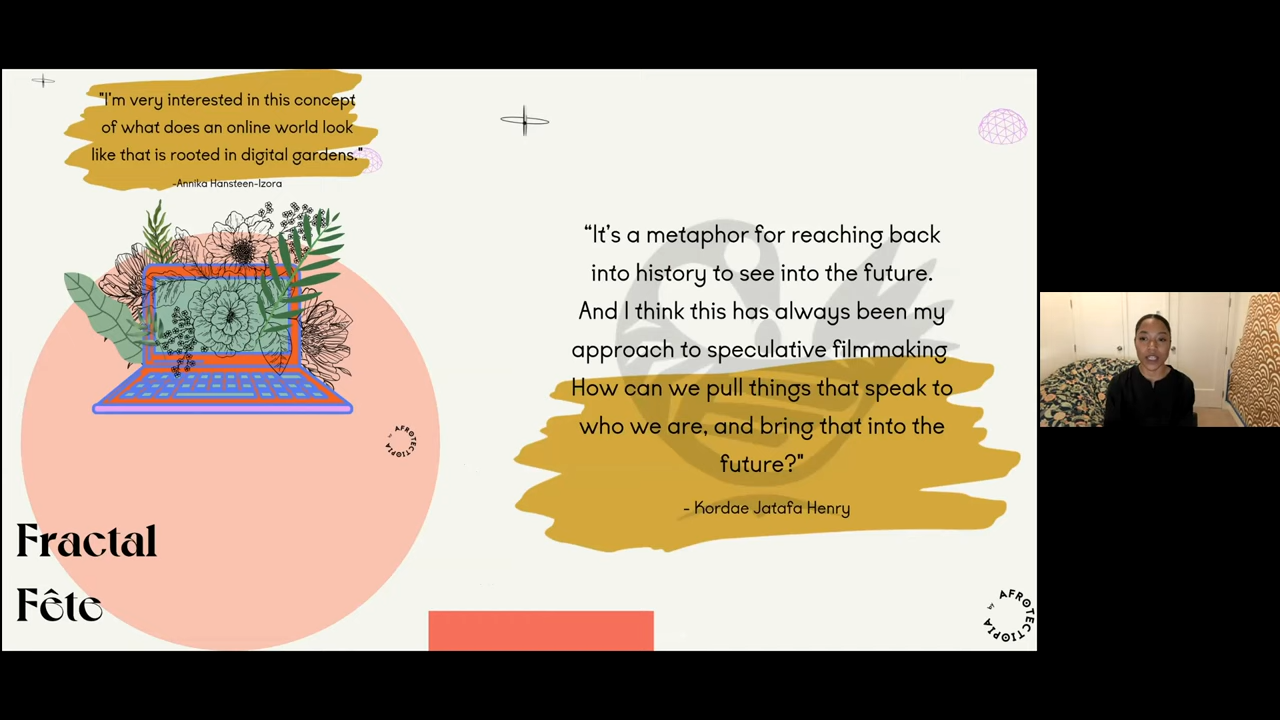 "I'm very interested in this concept
of what does an online world look
like that is rooted in digital gardens."
-Annika Hansteen-Izora
by AFROTECTOPIA
Fractal
Fête
“It's a metaphor for reaching back
into history to see into the future.
And I think this has always been my
approach to speculative filmmaking
How can we pull things that speak to
who we are, and bring that into the
future?"
- Kordae Jatafa Henry
by AFROTECTOPIA